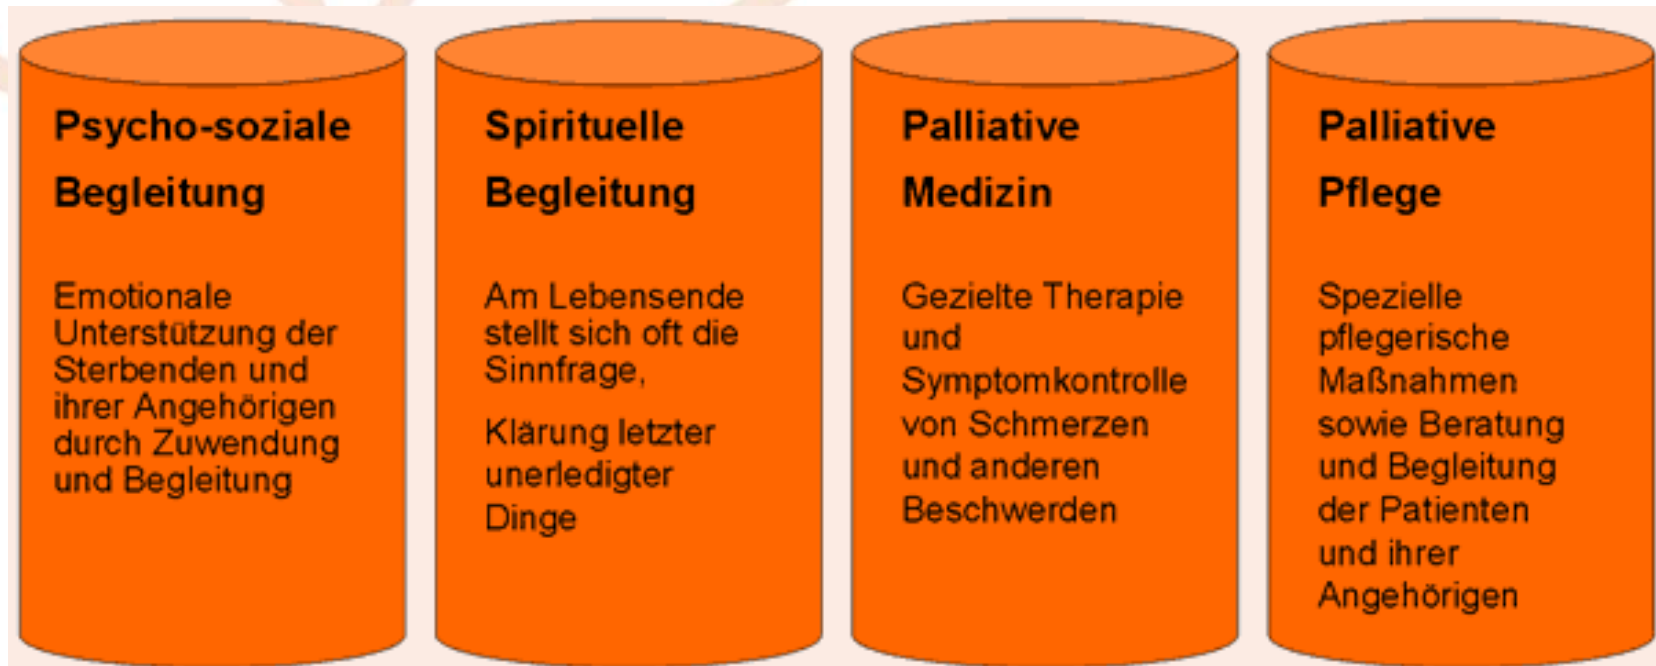 Psycho-soziale
Begleitung
Emotionale
Unterstützung der
Sterbenden und
ihrer Angehörigen
durch Zuwendung
und Begleitung
Spirituelle
Begleitung
Am Lebensende
stellt sich oft die
Sinnfrage,
Klärung letzter
unerledigter
Dinge
Palliative
Medizin
Gezielte Therapie
und
Symptomkontrolle
von Schmerzen
und anderen
Beschwerden
Palliative
Pflege
Spezielle
pflegerische
Maßnahmen
sowie Beratung
und Begleitung
der Patienten
und ihrer
Angehörigen